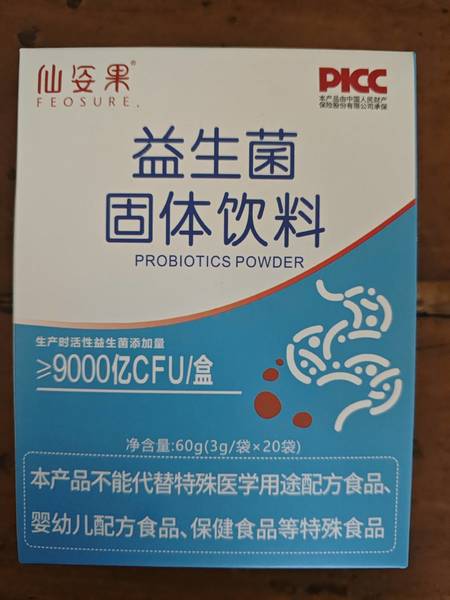 仙姿果®
FEOSURE.
PICC
本产品由中国人民财产
保险股份有限公司承保
益生菌
固体饮料
PROBIOTICS POWDER
生产时活性益生菌添加量
≥9000亿CFU/盒
净含量:60g(3g/袋×20袋)
本产品不能代替特殊医学用途配方食品、
婴幼儿配方食品、保健食品等特殊食品